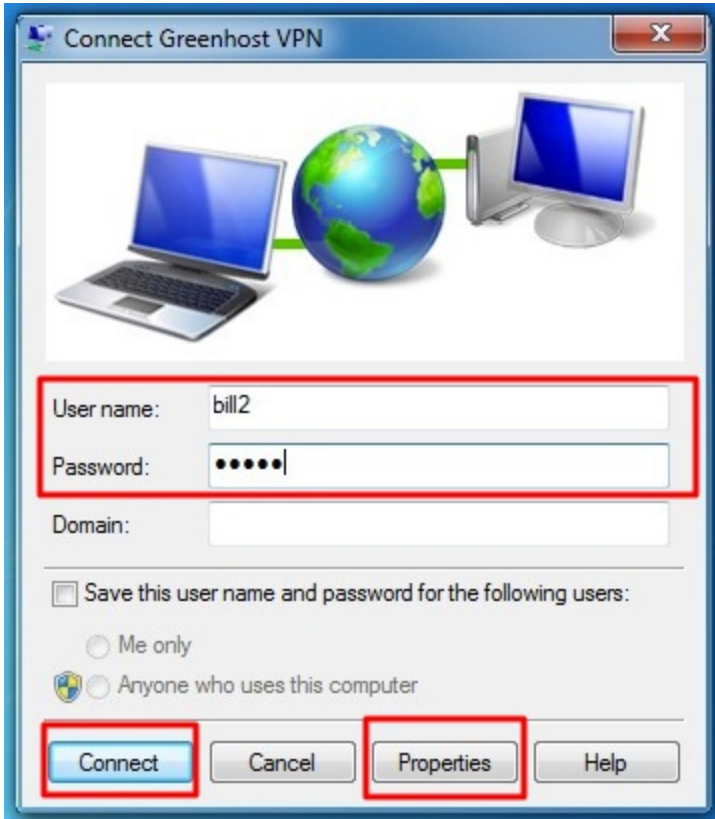 Connect Greenhost VPN
User name:
bill2
Password:
•••••
Domain:
Save this user name and password for the following users:
Me only
Anyone who uses this computer
Connect
Cancel
Properties
Help